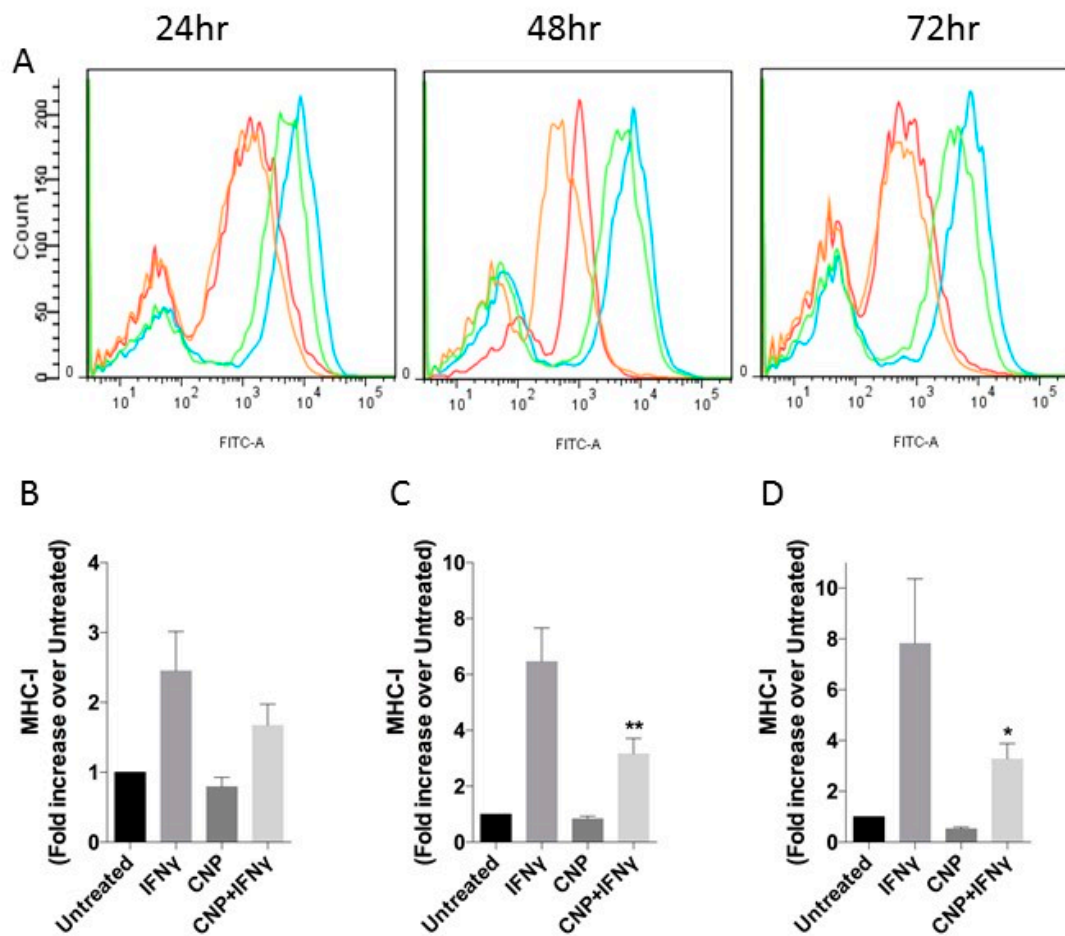 24hr 48hr 72hr
A
Count
200
150
100
50
0
0 10¹ 10² 10³ 10⁴ 10⁵
FITC-A
0 10¹ 10² 10³ 10⁴ 10⁵
FITC-A
0 10¹ 10² 10³ 10⁴ 10⁵
FITC-A
B
MHC-I
(Fold increase over Untreated)
4
3
2
1
0
Untreated
IFNγ
CNP
CNP+IFNγ
C
MHC-I
(Fold increase over Untreated)
10
8
6
4
2
0
**
Untreated
IFNγ
CNP
CNP+IFNγ
D
MHC-I
(Fold increase over Untreated)
10
8
6
4
2
0
*
Untreated
IFNγ
CNP
CNP+IFNγ